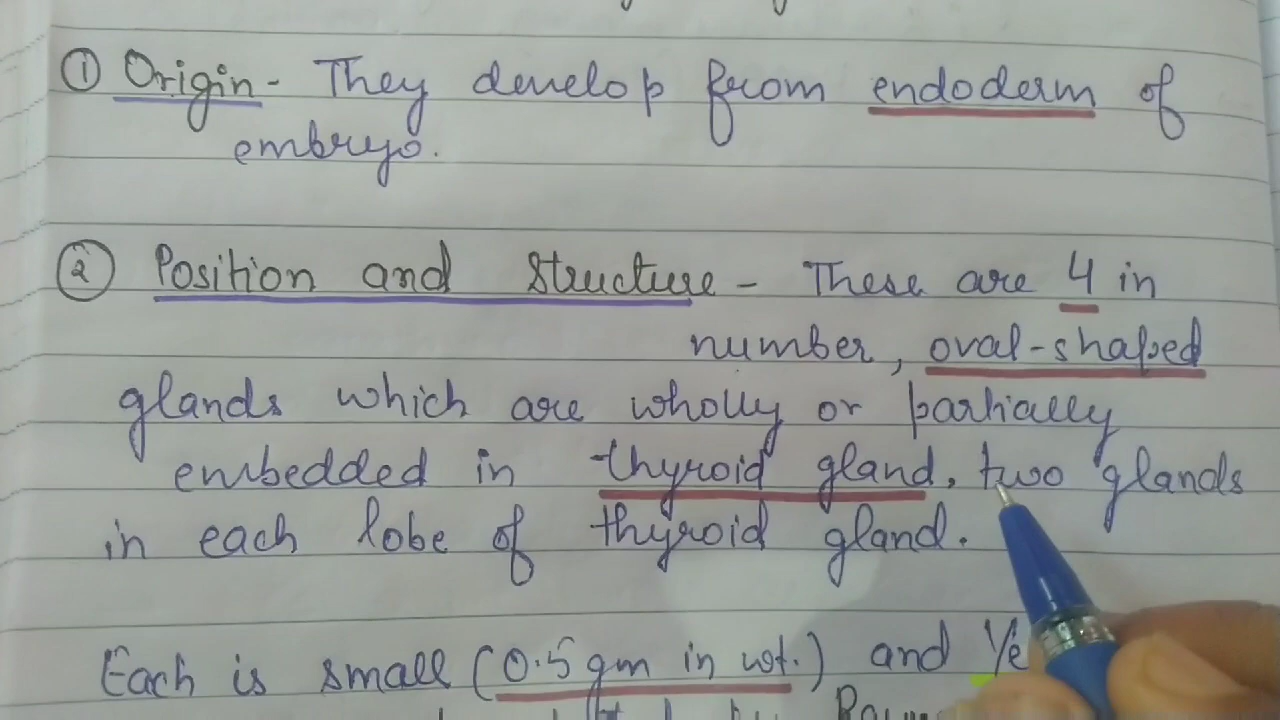 ① Origin - They develop from endoderm of
embryo.
② Position and Structure - These are 4 in
number, oval-shaped
glands which are wholly or partially
embedded in thyroid gland, two glands
in each lobe of thyroid gland.
Each is small (0.5 gm in wt.) and Ye